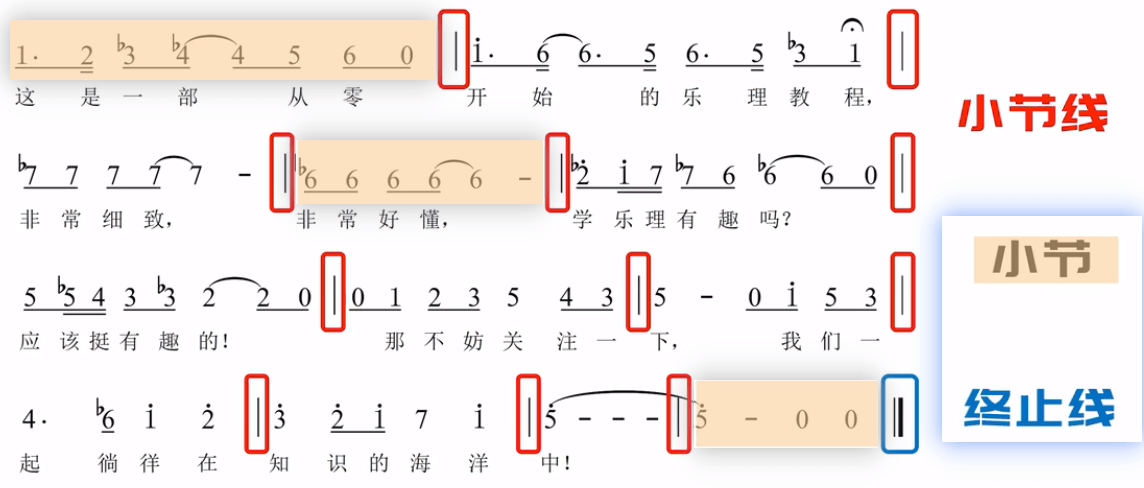 1· 2 ♭3 ♭4 4 5 6 0 | i· 6 6· 5 6· 5 ♭3 1 |
这 是 一 部 从 零 开 始 的 乐 理 教 程,
小节线
♭7 7 7 7 7 - | ♭6 6 6 6 6 - | ♭2̇ i 7 ♭7 6 ♭6 6 0 |
非 常 细 致, 非 常 好 懂, 学 乐 理 有 趣 吗?
小节
5 ♭5 4 3 ♭3 2 2 0 | 0 1 2 3 5 4 3 | 5 - 0 i 5 3 |
应 该 挺 有 趣 的! 那 不 妨 关 注 一 下, 我 们 一
终止线
4· ♭6 i 2̇ | 3̇ 2̇ i 7 i | 5̇ - - - | 5̇ - 0 0
起 徜 徉 在 知 识 的 海 洋 中!